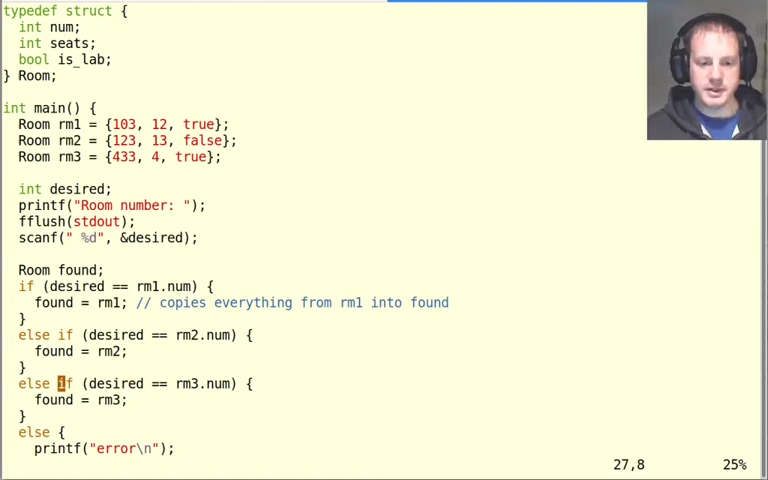 typedef struct {
  int num;
  int seats;
  bool is_lab;
} Room;

int main() {
  Room rm1 = {103, 12, true};
  Room rm2 = {123, 13, false};
  Room rm3 = {433, 4, true};

  int desired;
  printf("Room number: ");
  fflush(stdout);
  scanf(" %d", &desired);

  Room found;
  if (desired == rm1.num) {
    found = rm1; // copies everything from rm1 into found
  }
  else if (desired == rm2.num) {
    found = rm2;
  }
  else if (desired == rm3.num) {
    found = rm3;
  }
  else {
    printf("error\n");
27,8 25%